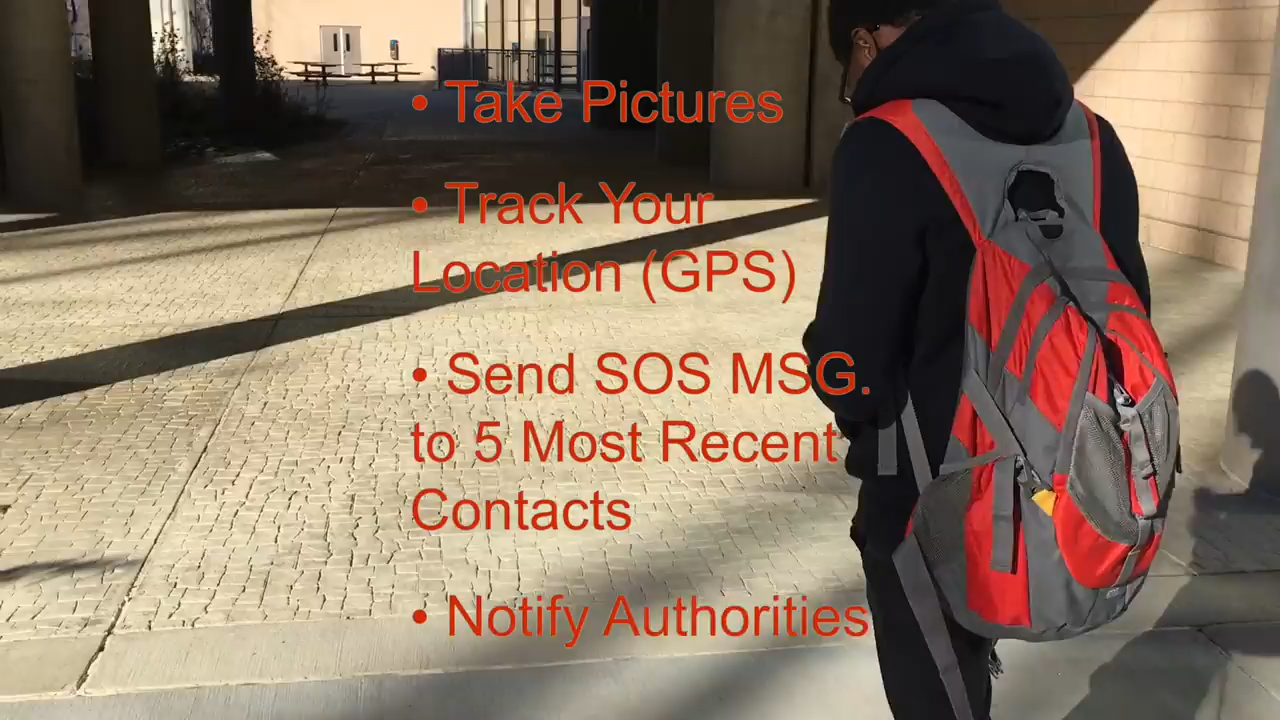 • Take Pictures
• Track Your
Location (GPS)
• Send SOS MSG.
to 5 Most Recent
Contacts
• Notify Authorities